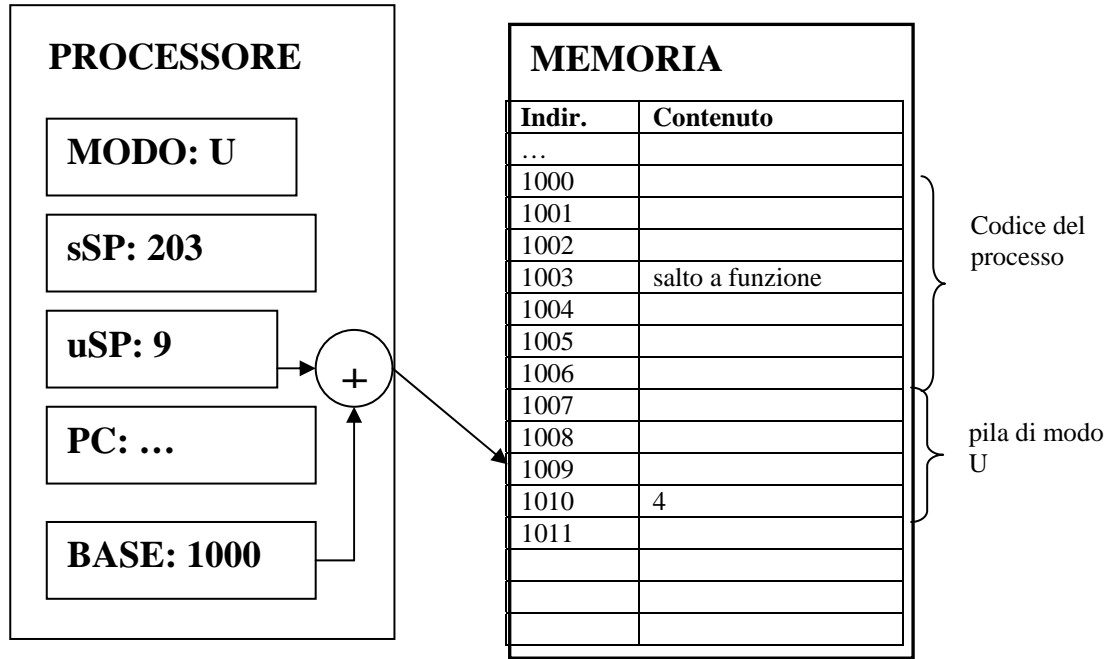 PROCESSORE
MODO: U
sSP: 203
uSP: 9
+
PC: …
BASE: 1000
MEMORIA
Indir. Contenuto
…
1000
1001
1002
1003 salto a funzione
1004
1005
1006
1007
1008
1009
1010 4
1011
Codice del
processo
pila di modo
U